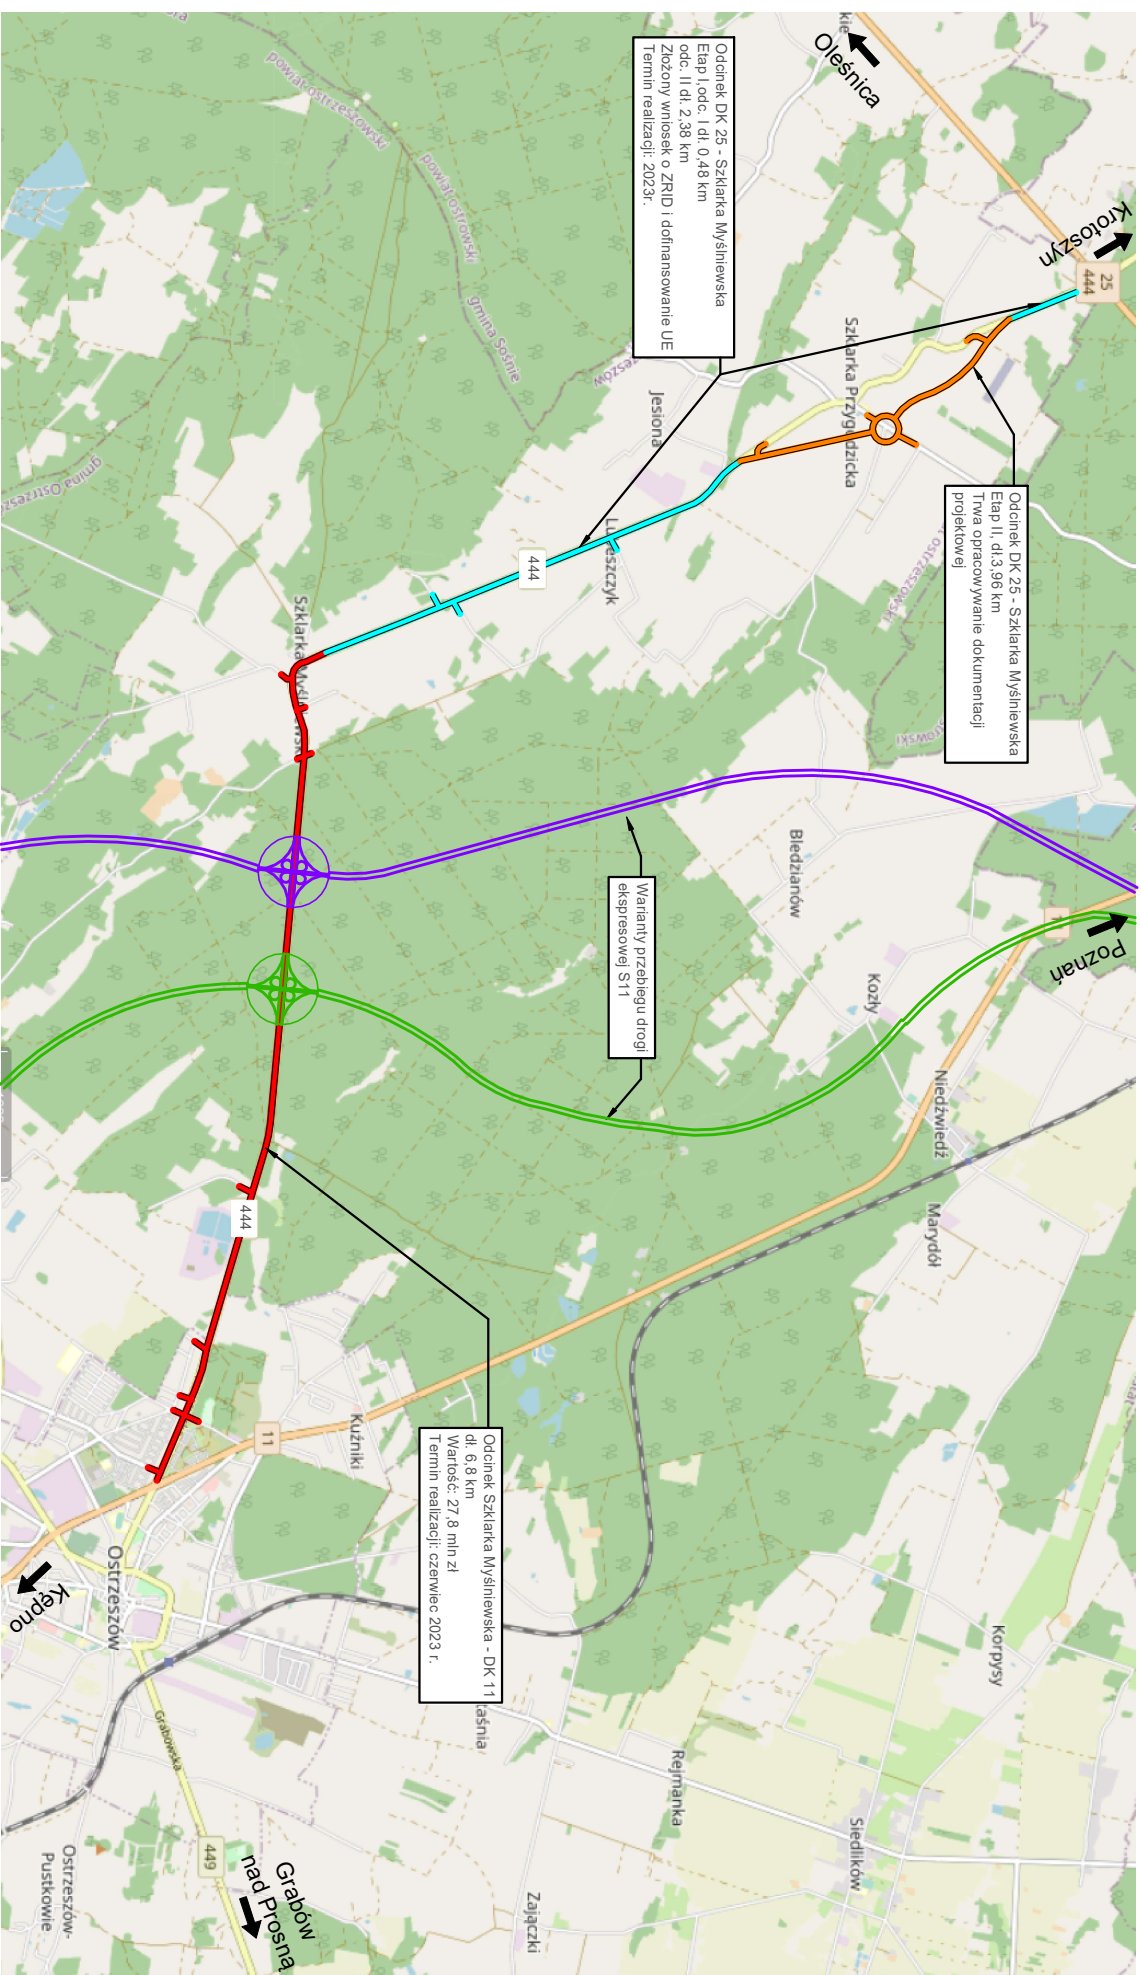 Odcinek DK 25 - Szklarka Myślniewska
Etap I,odc. I dł. 0,48 km
odc. II dł. 2,38 km
Złożony wniosek o ZRID i dofinansowanie UE
Termin realizacji: 2023r.
Odcinek DK 25 - Szklarka Myślniewska
Etap II, dł.3,96 km
Trwa opracowywanie dokumentacji
projektowej
Warianty przebiegu drogi
ekspresowej S11
Odcinek Szklarka Myślniewska - DK 11
dł. 6,8 km
Wartość: 27,8 mln zł
Termin realizacji: czerwiec 2023 r.
Oleśnica
Krotoszyn
Poznań
Kępno
Grabów
nad Prosną
25
444
444
444
11
449
powiat ostrzeszowski
powiat ostrowski
gmina Sośnie
Szklarka Przygodzicka
Jesiona
Bledzianów
Kozły
Niedźwiedź
Marydół
Kuźniki
Ostrzeszów
Grabowska
Ostrzeszów-
Pustkowie
Korpysy
Rejmanka
Siedlików
Zajączki